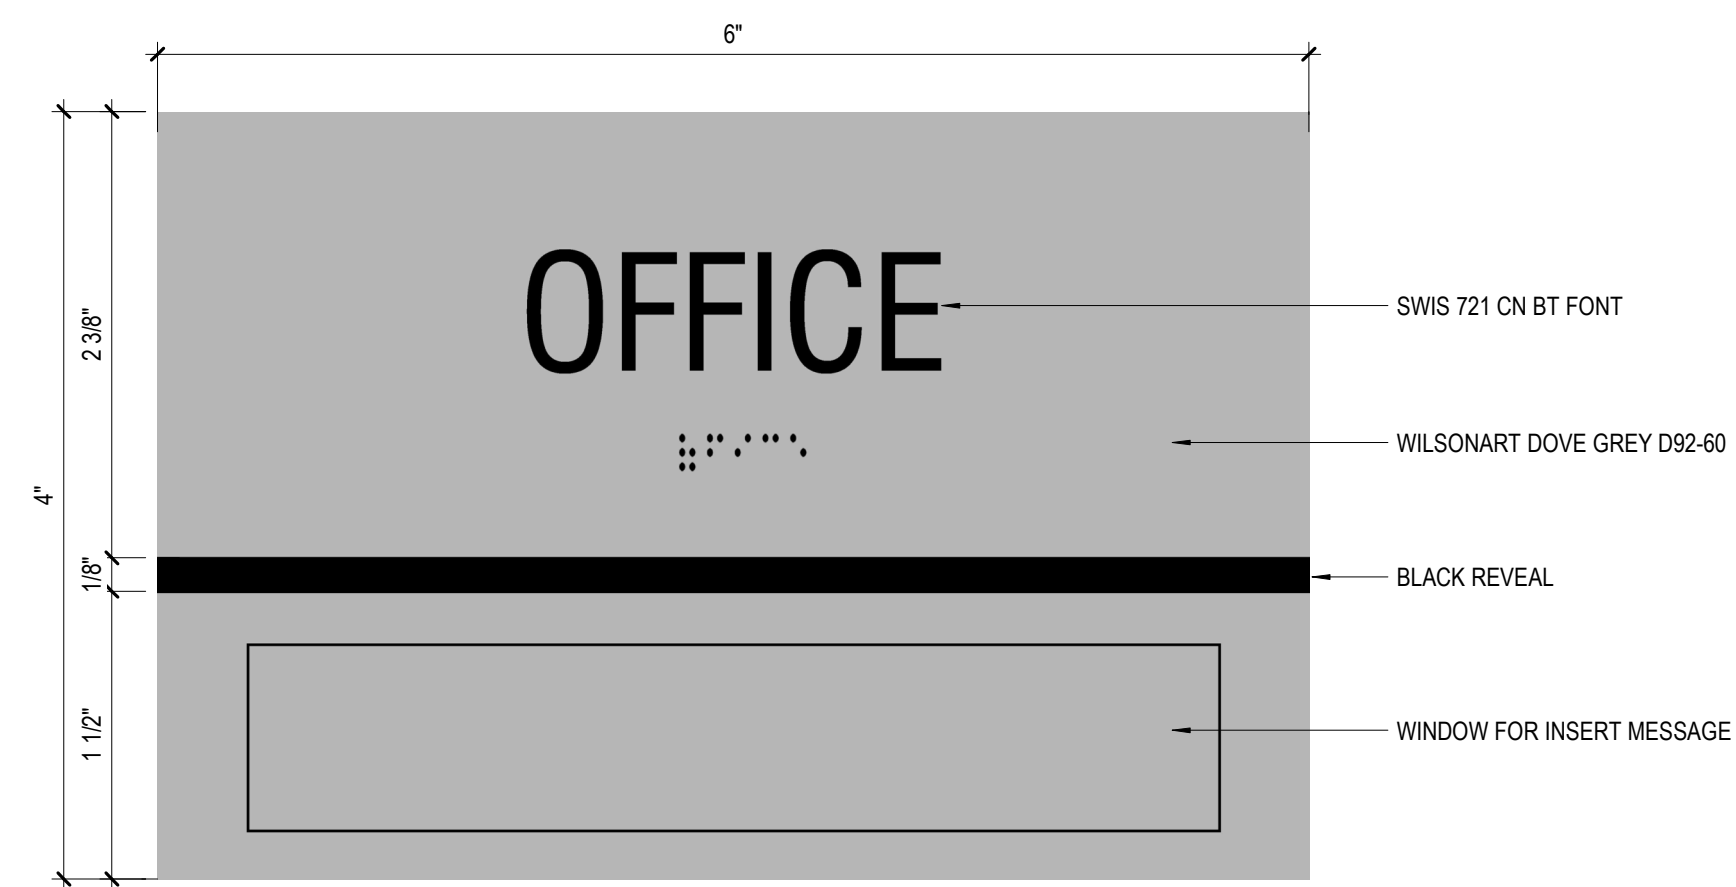 6"
4"
2 3/8"
OFFICE
SWIS 721 CN BT FONT
⠷⠋⠊⠉⠑
WILSONART DOVE GREY D92-60
1/8"
BLACK REVEAL
1 1/2"
WINDOW FOR INSERT MESSAGE